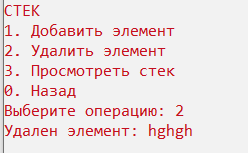 СТЕК
1. Добавить элемент
2. Удалить элемент
3. Просмотреть стек
0. Назад
Выберите операцию: 2
Удален элемент: hghgh